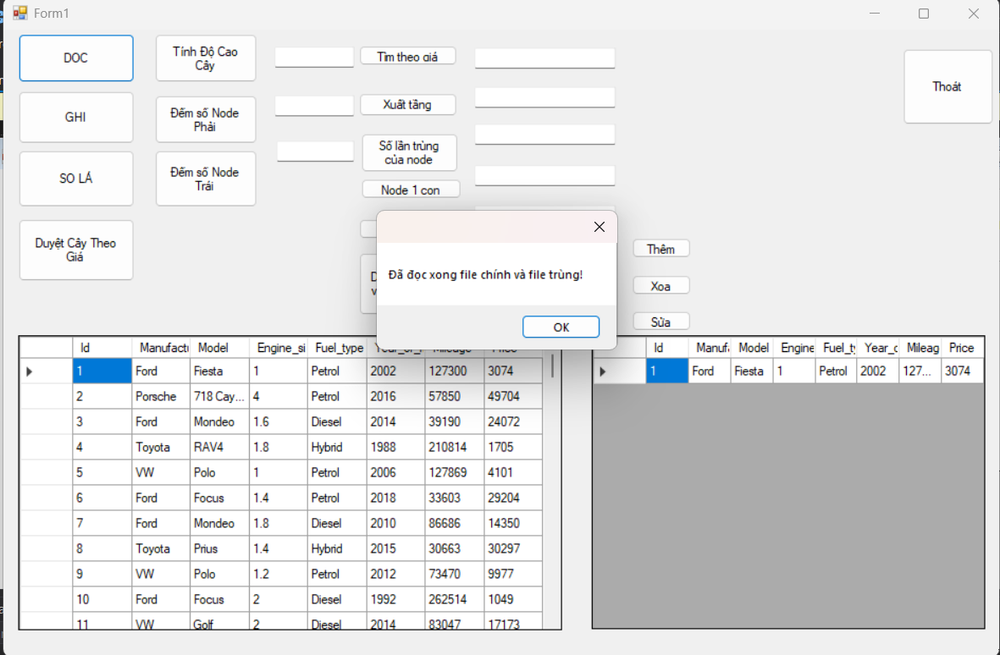 Form1
DOC
Tính Độ Cao
Cây
Tìm theo giá
Thoát
GHI
Đếm số Node
Phải
Xuất tầng
SO LÁ
Đếm số Node
Trái
Số lần trùng
của node
Node 1 con
Duyệt Cây Theo
Giá
Đã đọc xong file chính và file trùng!
OK
Thêm
Xoa
Sửa
Id Manufactu Model Engine_si Fuel_type Mileage Price
1 Ford Fiesta 1 Petrol 2002 127300 3074
2 Porsche 718 Cay... 4 Petrol 2016 57850 49704
3 Ford Mondeo 1.6 Diesel 2014 39190 24072
4 Toyota RAV4 1.8 Hybrid 1988 210814 1705
5 VW Polo 1 Petrol 2006 127869 4101
6 Ford Focus 1.4 Petrol 2018 33603 29204
7 Ford Mondeo 1.8 Diesel 2010 86686 14350
8 Toyota Prius 1.4 Hybrid 2015 30663 30297
9 VW Polo 1.2 Petrol 2012 73470 9977
10 Ford Focus 2 Diesel 1992 262514 1049
11 VW Golf 2 Diesel 2014 83047 17173
Id Manufa Model Engine Fuel_ty Year_o Mileag Price
1 Ford Fiesta 1 Petrol 2002 127... 3074